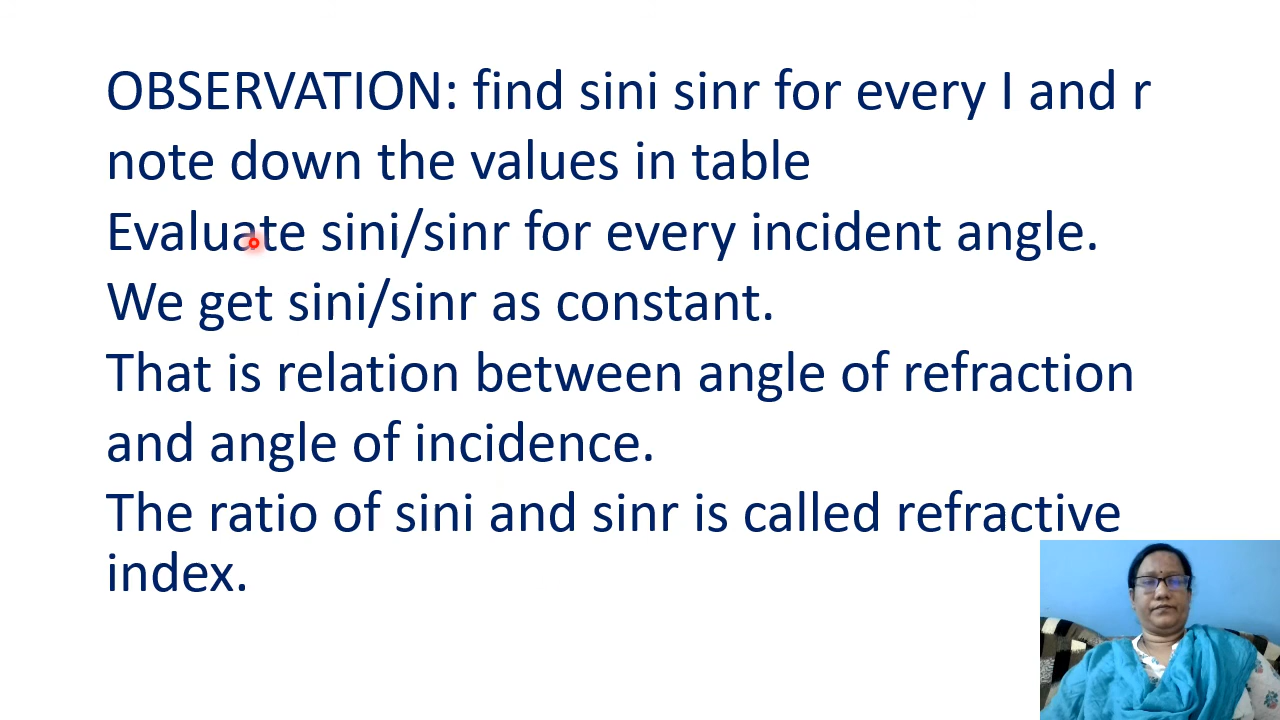 OBSERVATION: find sini sinr for every I and r
note down the values in table
Evaluate sini/sinr for every incident angle.
We get sini/sinr as constant.
That is relation between angle of refraction
and angle of incidence.
The ratio of sini and sinr is called refractive
index.